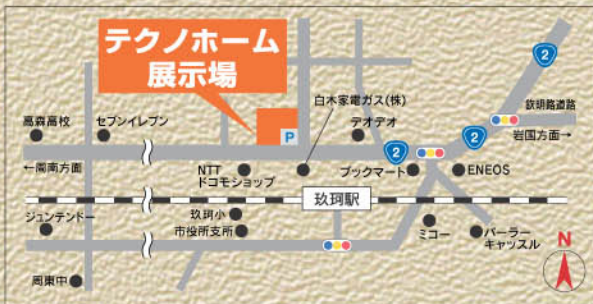 テクノホーム
展示場
2
白木家電ガス(株)
欽明路道路
岩国方面→
高森高校
セブンイレブン
P
デオデオ
2
2
←周南方面
NTT
ドコモショップ
ブックマート
ENEOS
玖珂駅
ジュンテンドー
玖珂小
市役所支所
ミコー
パーラー
キャッスル
N
周東中